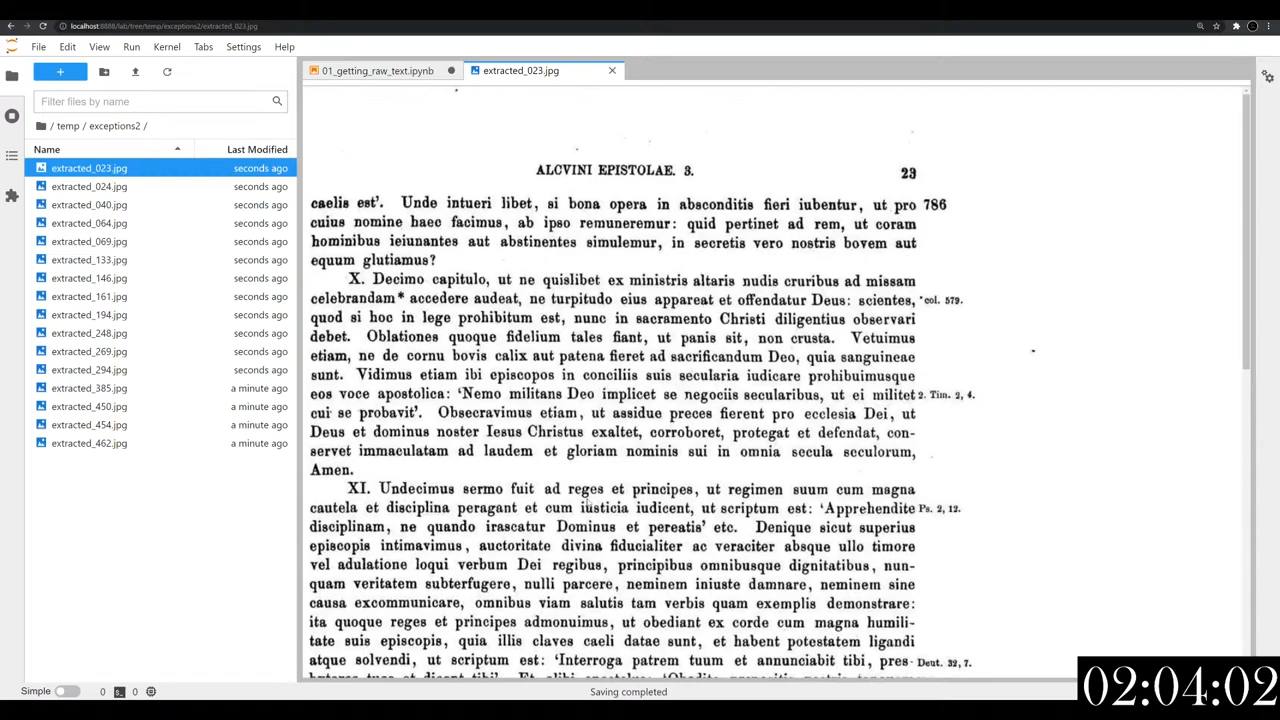 localhost:8888/lab/tree/temp/exceptions2/extracted_023.jpg
File Edit View Run Kernel Tabs Settings Help
+
Filter files by name
/ temp / exceptions2 /
Name Last Modified
extracted_023.jpg seconds ago
extracted_024.jpg seconds ago
extracted_040.jpg seconds ago
extracted_064.jpg seconds ago
extracted_069.jpg seconds ago
extracted_133.jpg seconds ago
extracted_146.jpg seconds ago
extracted_161.jpg seconds ago
extracted_194.jpg seconds ago
extracted_248.jpg seconds ago
extracted_269.jpg seconds ago
extracted_294.jpg seconds ago
extracted_385.jpg a minute ago
extracted_450.jpg a minute ago
extracted_454.jpg a minute ago
extracted_462.jpg a minute ago
01_getting_raw_text.ipynb extracted_023.jpg
ALCVINI EPISTOLAE. 3. 23
caelis est'. Unde intueri libet, si bona opera in absconditis fieri iubentur, ut pro 786
cuius nomine haec facimus, ab ipso remuneremur: quid pertinet ad rem, ut coram
hominibus ieiunantes aut abstinentes simulemur, in secretis vero nostris bovem aut
equum glutiamus?
X. Decimo capitulo, ut ne quislibet ex ministris altaris nudis cruribus ad missam
celebrandam* accedere audeat, ne turpitudo eius appareat et offendatur Deus: scientes, *col. 579.
quod si hoc in lege prohibitum est, nunc in sacramento Christi diligentius observari
debet. Oblationes quoque fidelium tales fiant, ut panis sit, non crusta. Vetuimus
etiam, ne de cornu bovis calix aut patena fieret ad sacrificandum Deo, quia sanguineae
sunt. Vidimus etiam ibi episcopos in conciliis suis secularia iudicare prohibuimusque
eos voce apostolica: 'Nemo militans Deo implicet se negociis secularibus, ut ei militet 2. Tim. 2, 4.
cui se probavit'. Obsecravimus etiam, ut assidue preces fierent pro ecclesia Dei, ut
Deus et dominus noster Iesus Christus exaltet, corroboret, protegat et defendat, con-
servet immaculatam ad laudem et gloriam nominis sui in omnia secula seculorum,
Amen.
XI. Undecimus sermo fuit ad reges et principes, ut regimen suum cum magna
cautela et disciplina peragant et cum iusticia iudicent, ut scriptum est: 'Apprehendite Ps. 2, 12.
disciplinam, ne quando irascatur Dominus et pereatis' etc. Denique sicut superius
episcopis intimavimus, auctoritate divina fiducialiter ac veraciter absque ullo timore
vel adulatione loqui verbum Dei regibus, principibus omnibusque dignitatibus, nun-
quam veritatem subterfugere, nulli parcere, neminem iniuste damnare, neminem sine
causa excommunicare, omnibus viam salutis tam verbis quam exemplis demonstrare:
ita quoque reges et principes admonuimus, ut obediant ex corde cum magna humili-
tate suis episcopis, quia illis claves caeli datae sunt, et habent potestatem ligandi
atque solvendi, ut scriptum est: 'Interroga patrem tuum et annunciabit tibi, pres- Deut. 32, 7.
Simple 0 0 Saving completed
02:04:02